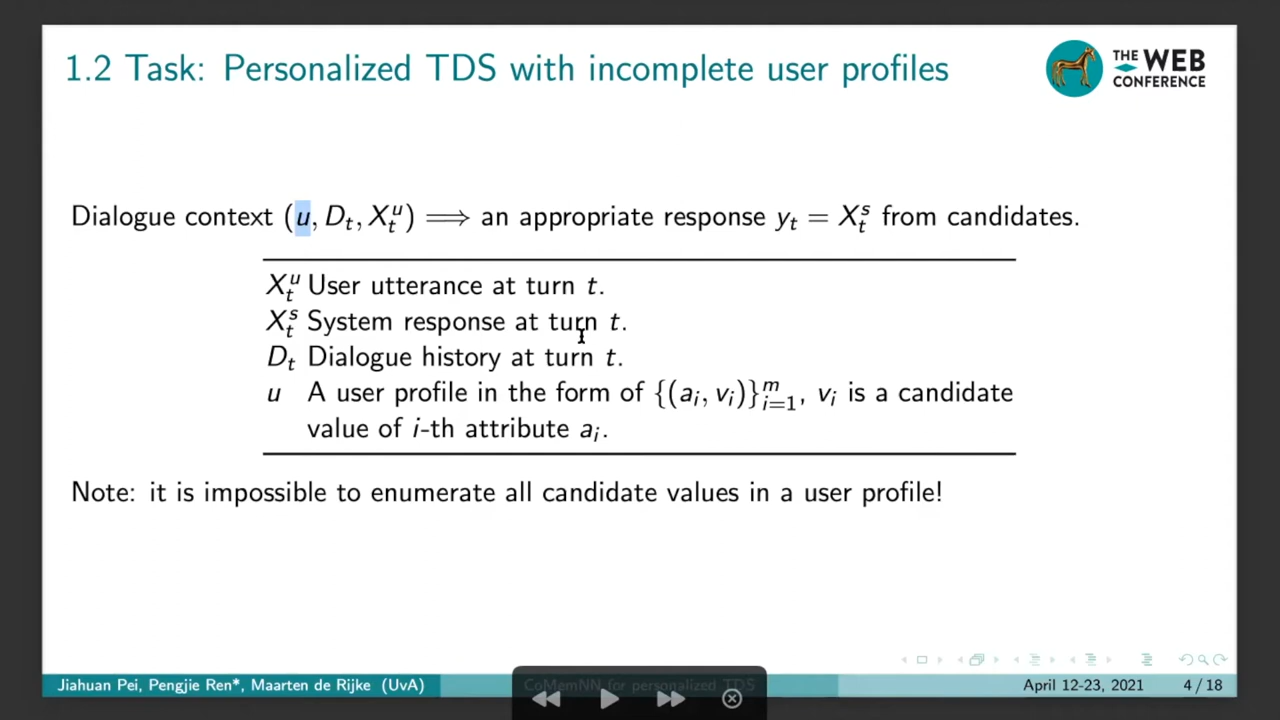 1.2 Task: Personalized TDS with incomplete user profiles
THE WEB
CONFERENCE
Dialogue context (u, D_t, X_t^u) ⟹ an appropriate response y_t = X_t^s from candidates.
X_t^u User utterance at turn t.
X_t^s System response at turn t.
D_t Dialogue history at turn t.
u A user profile in the form of {(a_i, v_i)}_{i=1}^m, v_i is a candidate
value of i-th attribute a_i.
Note: it is impossible to enumerate all candidate values in a user profile!
Jiahuan Pei, Pengjie Ren*, Maarten de Rijke (UvA)
CoMemNN for personalized TDS
April 12-23, 2021
4 / 18